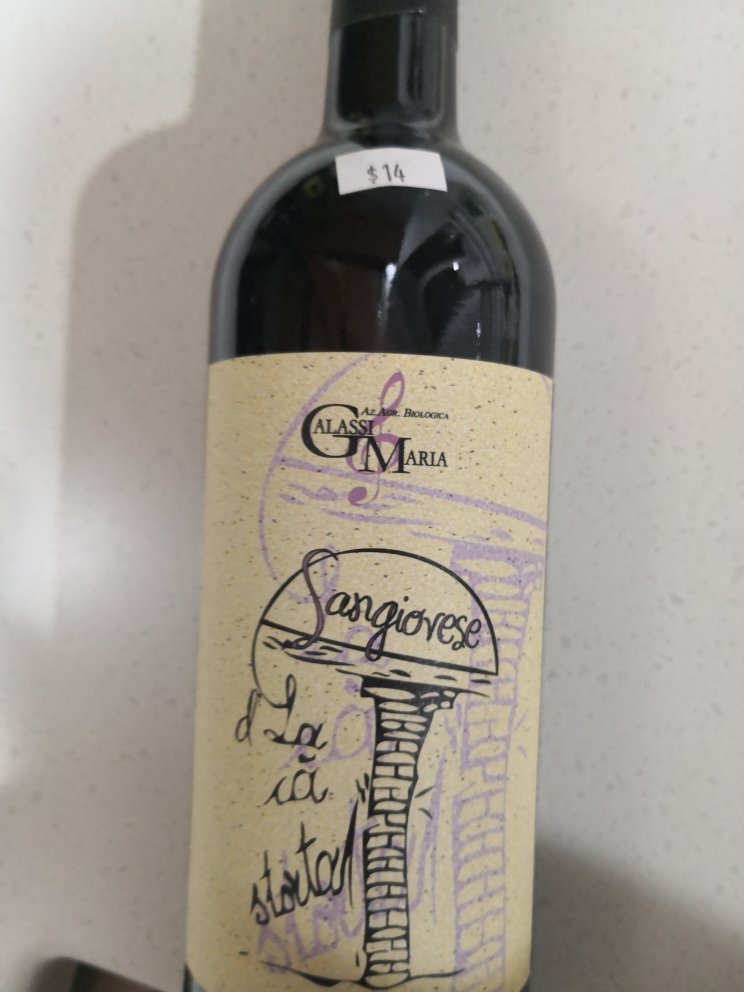 $14
Az. Agr. Biologica
Galassi
Maria
Sangiovese
d'La
cà
storta